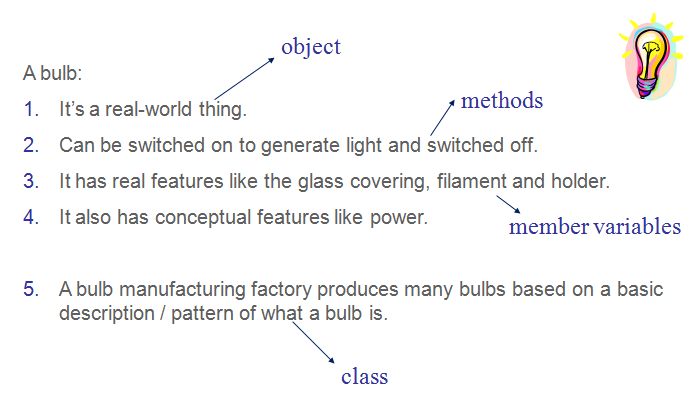 object
A bulb:
1. It’s a real-world thing.
methods
2. Can be switched on to generate light and switched off.
3. It has real features like the glass covering, filament and holder.
4. It also has conceptual features like power.
member variables
5. A bulb manufacturing factory produces many bulbs based on a basic
description / pattern of what a bulb is.
class